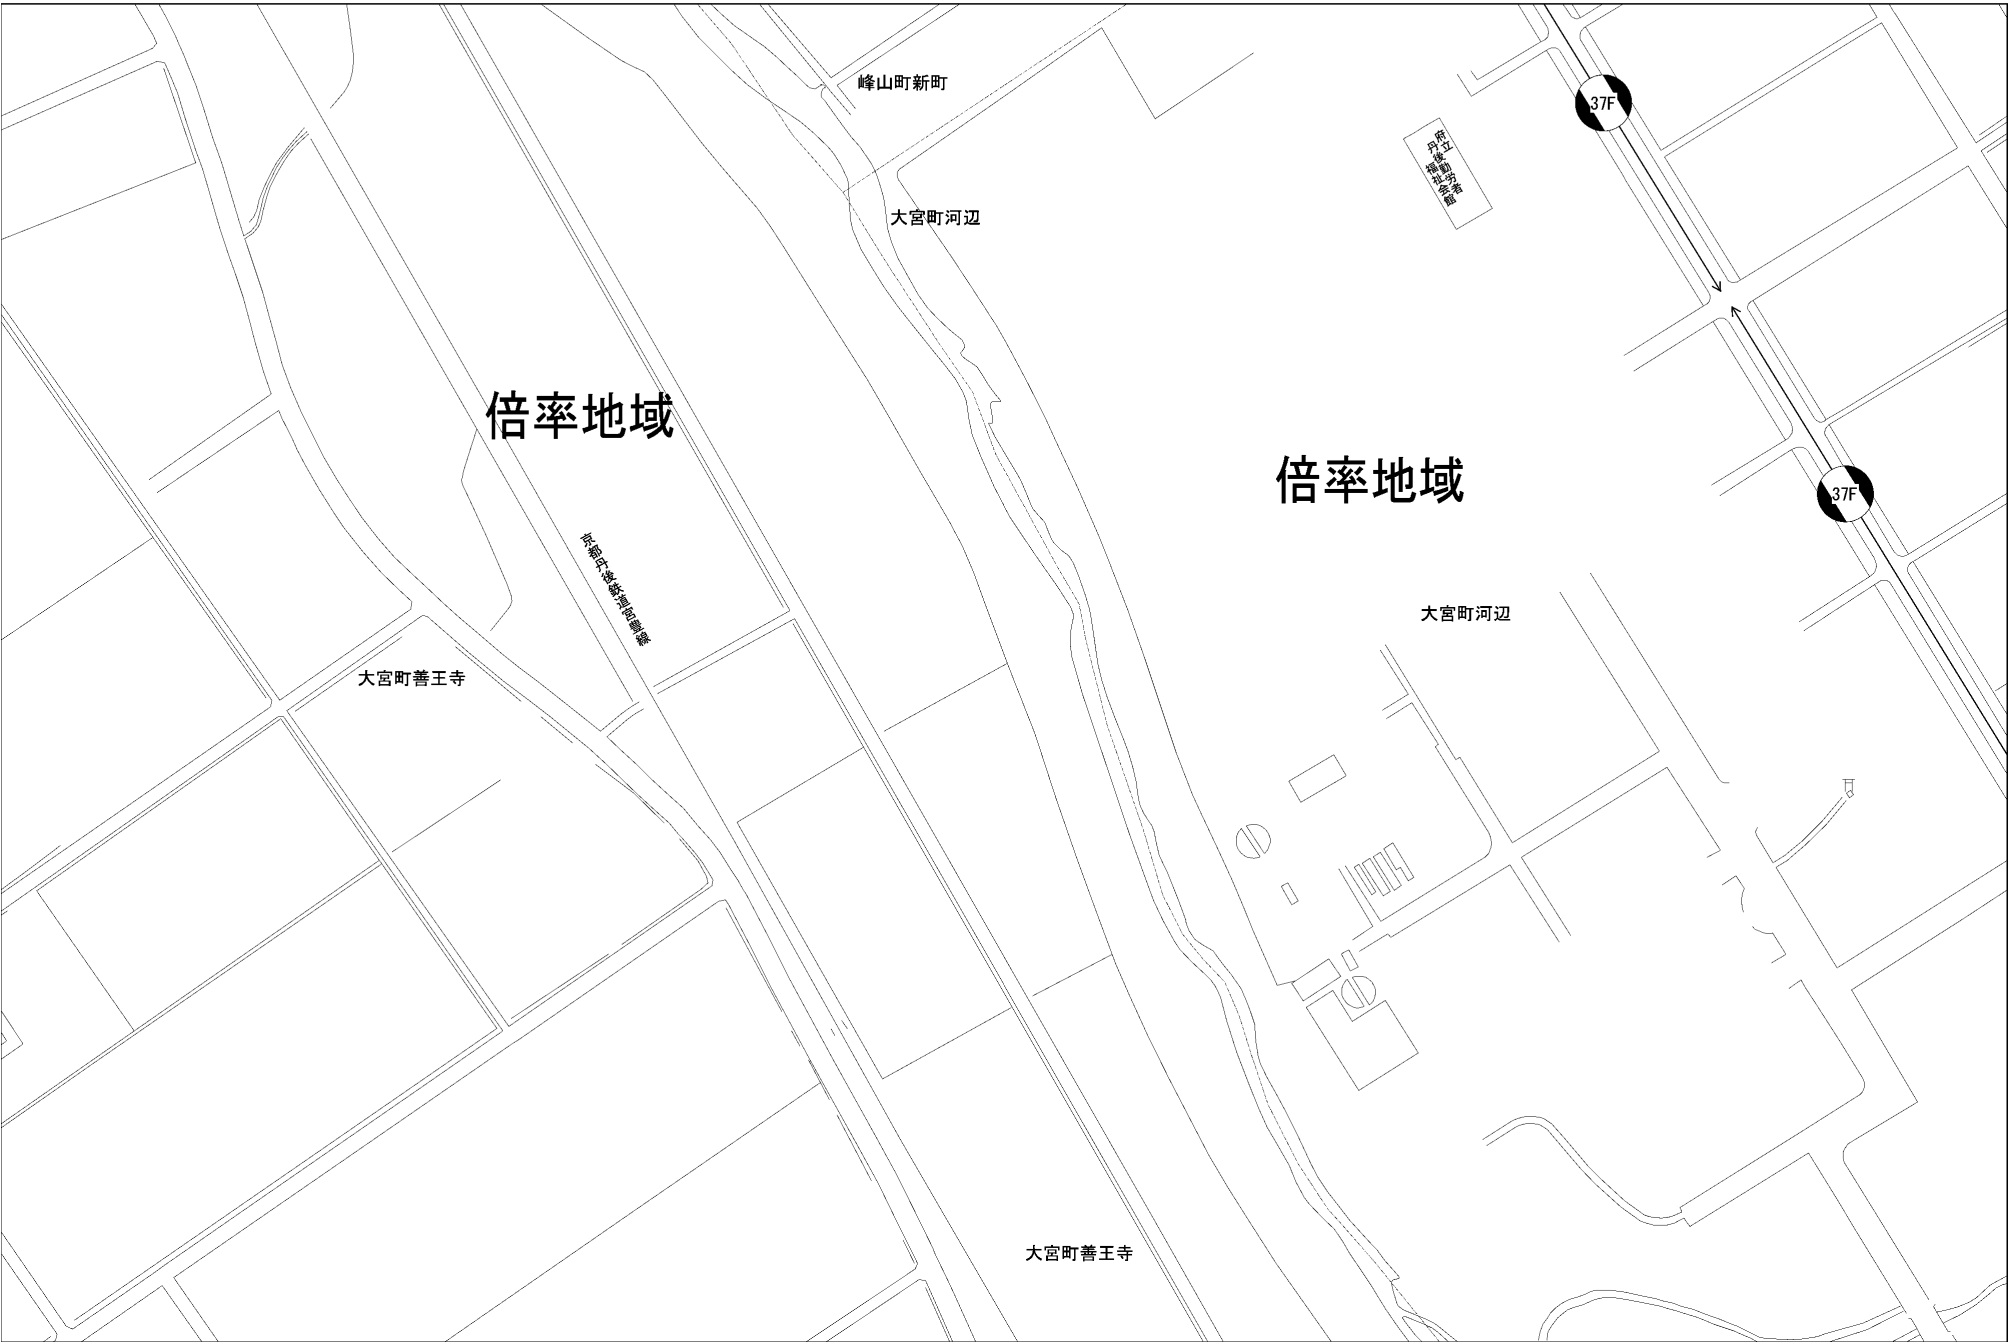 峰山町新町
37F
府立
丹後勤労者
福祉会館
大宮町河辺
倍率地域
倍率地域
37F
京都丹後鉄道宮豊線
大宮町河辺
大宮町善王寺
大宮町善王寺